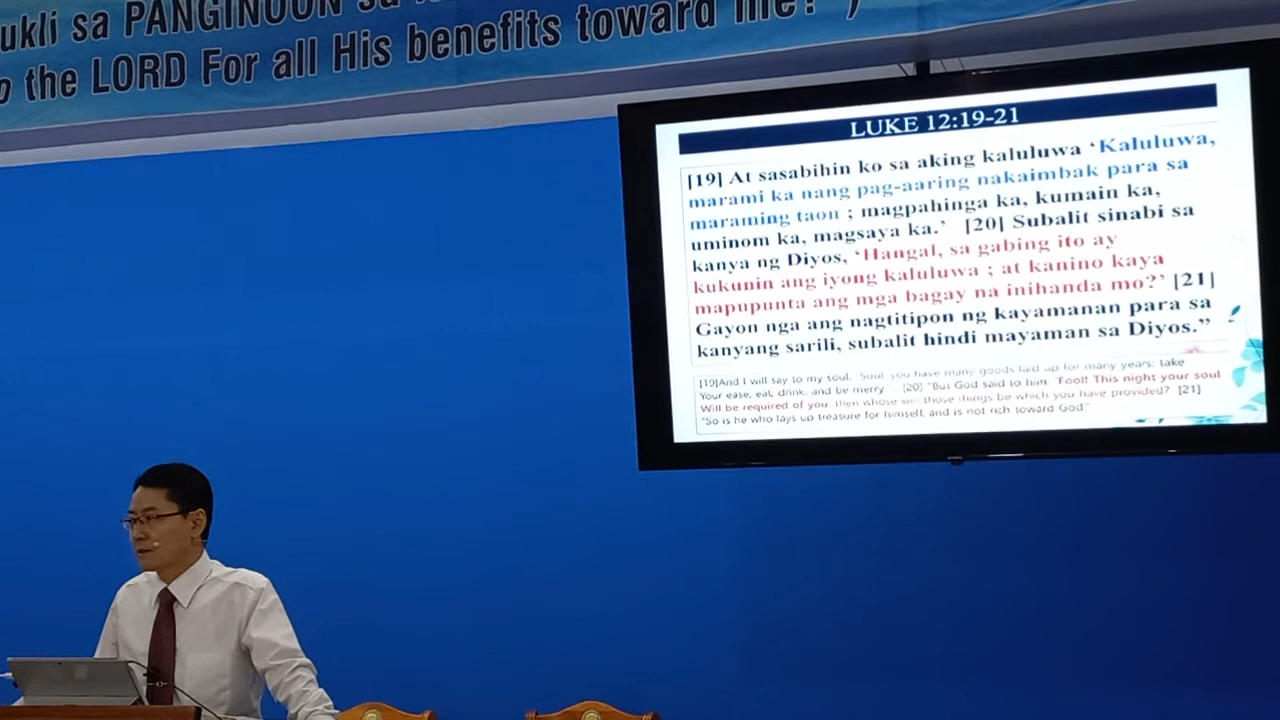 ukli sa PANGINOON sa
the LORD For all His benefits toward me? )
LUKE 12:19-21
[19] At sasabihin ko sa aking kaluluwa ‘Kaluluwa,
marami ka nang pag-aaring nakaimbak para sa
maraming taon ; magpahinga ka, kumain ka,
uminom ka, magsaya ka.’ [20] Subalit sinabi sa
kanya ng Diyos, ‘Hangal, sa gabing ito ay
kukunin ang iyong kaluluwa ; at kanino kaya
mapupunta ang mga bagay na inihanda mo?’ [21]
Gayon nga ang nagtitipon ng kayamanan para sa
kanyang sarili, subalit hindi mayaman sa Diyos.”
[19]And I will say to my soul, 'Soul, you have many goods laid up for many years; take
Your ease, eat, drink, and be merry [20] "But God said to him, 'Fool! This night your soul
Will be required of you, then whose will those things be which you have provided? [21]
"So is he who lays up treasure for himself, and is not rich toward God."